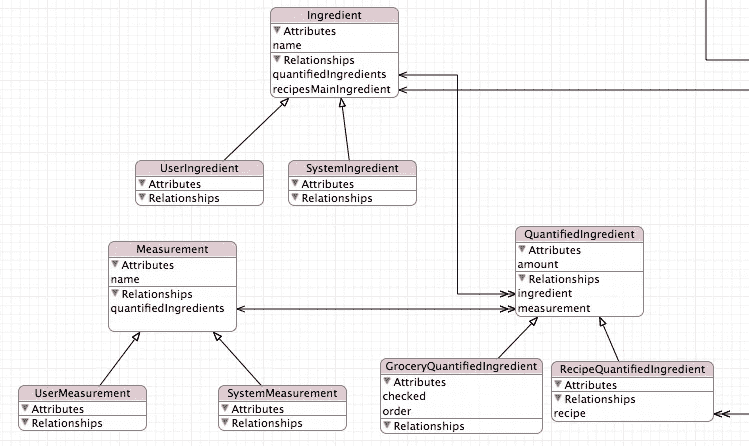 Ingredient
Attributes
name
Relationships
quantifiedIngredients
recipesMainIngredient
UserIngredient
Attributes
Relationships
SystemIngredient
Attributes
Relationships
Measurement
Attributes
name
Relationships
quantifiedIngredients
QuantifiedIngredient
Attributes
amount
Relationships
ingredient
measurement
UserMeasurement
Attributes
Relationships
SystemMeasurement
Attributes
Relationships
GroceryQuantifiedIngredient
Attributes
checked
order
Relationships
RecipeQuantifiedIngredient
Attributes
Relationships
recipe